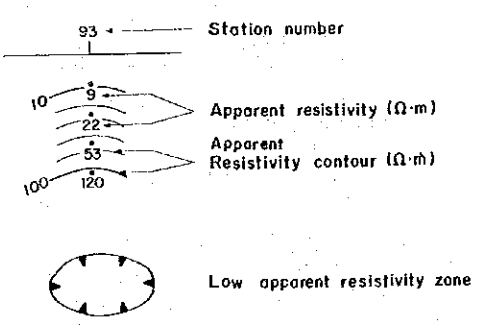 93 Station number
10 9
22 Apparent resistivity (Ω·m)
53 Apparent
Resistivity contour (Ω·m)
100 120
Low apparent resistivity zone